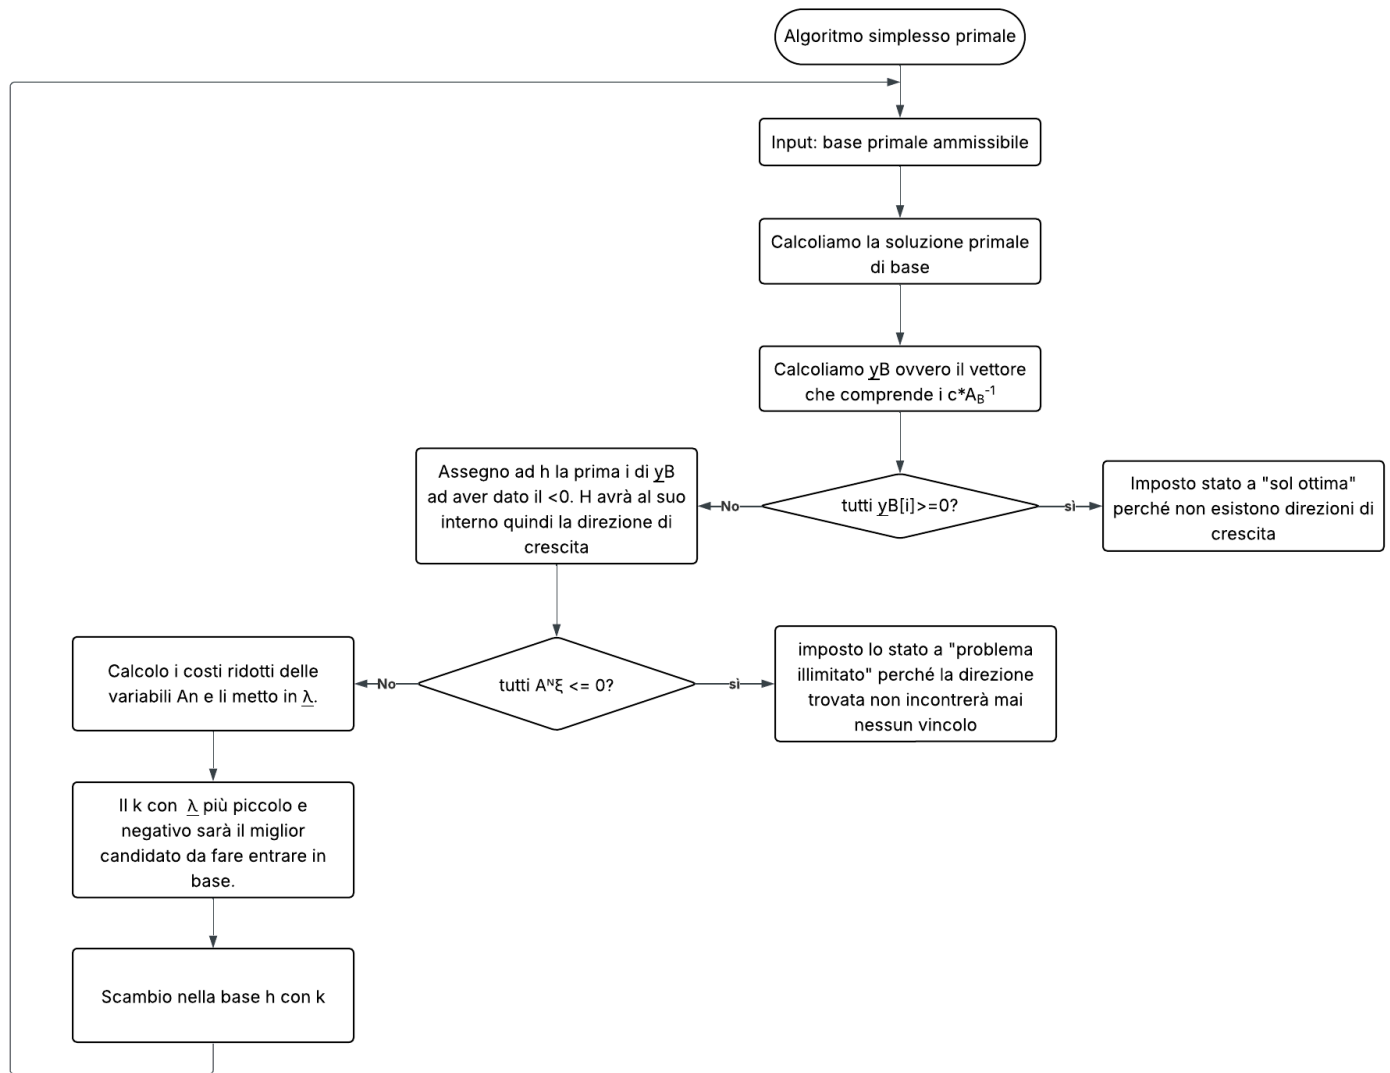 Algoritmo simplesso primale
Input: base primale ammissibile
Calcoliamo la soluzione primale
di base
Calcoliamo y̲B ovvero il vettore
che comprende i c*A_B⁻¹
tutti y̲B[i]>=0?
sì
Imposto stato a "sol ottima"
perché non esistono direzioni di
crescita
No
Assegno ad h la prima i di y̲B
ad aver dato il <0. H avrà al suo
interno quindi la direzione di
crescita
tutti Aᴺξ <= 0?
sì
imposto lo stato a "problema
illimitato" perché la direzione
trovata non incontrerà mai
nessun vincolo
No
Calcolo i costi ridotti delle
variabili An e li metto in λ̲.
Il k con λ̲ più piccolo e
negativo sarà il miglior
candidato da fare entrare in
base.
Scambio nella base h con k